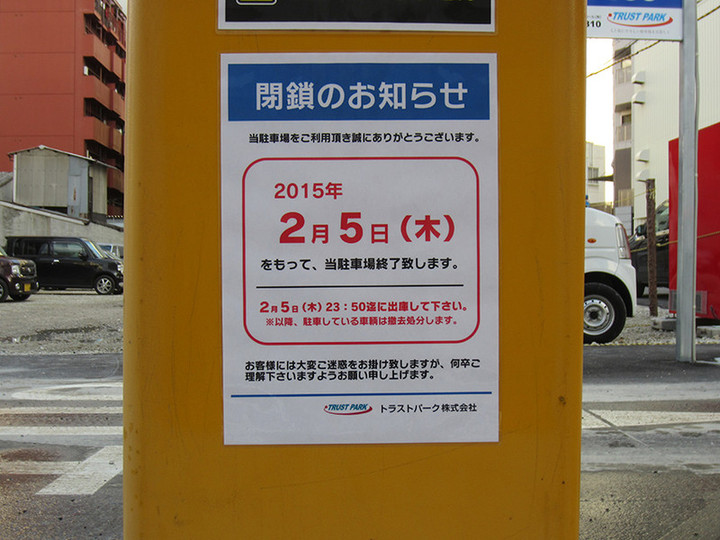 TRUST PARK
閉鎖のお知らせ
当駐車場をご利用頂き誠にありがとうございます。
2015年
2月5日(木)
をもって、当駐車場終了致します。
2月5日(木)23:50迄に出庫して下さい。
※以降、駐車している車輌は撤去処分します。
お客様には大変ご迷惑をお掛け致しますが、何卒ご
理解下さいますようお願い申し上げます。
TRUST PARK トラストパーク株式会社